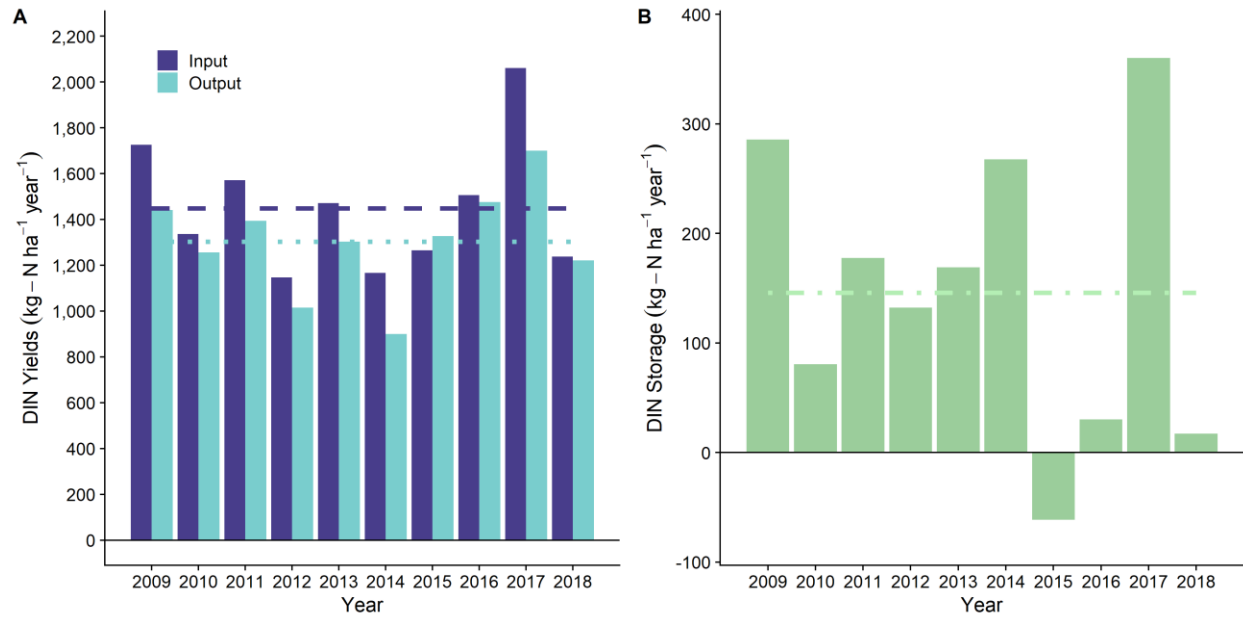 A
DIN Yields (kg – N ha⁻¹ year⁻¹)
2,200
2,000
1,800
1,600
1,400
1,200
1,000
800
600
400
200
0
Input
Output
2009 2010 2011 2012 2013 2014 2015 2016 2017 2018
Year
B
DIN Storage (kg – N ha⁻¹ year⁻¹)
400
300
200
100
0
-100
2009 2010 2011 2012 2013 2014 2015 2016 2017 2018
Year